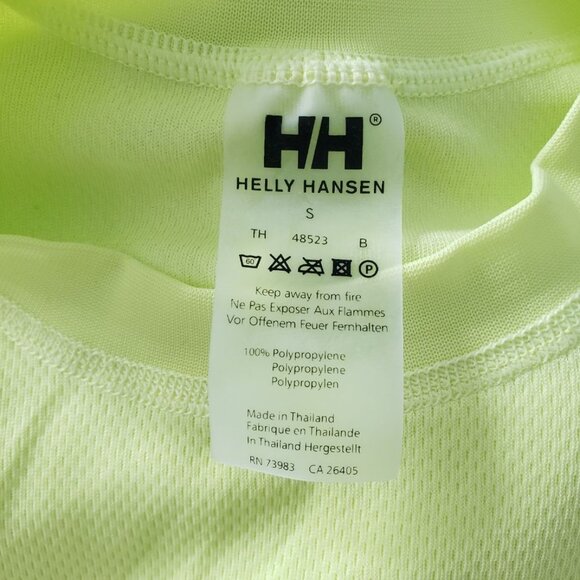 HH®
HELLY HANSEN
S
TH 48523 B
60 P
Keep away from fire
Ne Pas Exposer Aux Flammes
Vor Offenem Feuer Fernhalten
100% Polypropylene
Polypropylene
Polypropylen
Made in Thailand
Fabrique en Thailande
In Thailand Hergestellt
RN 73983 CA 26405